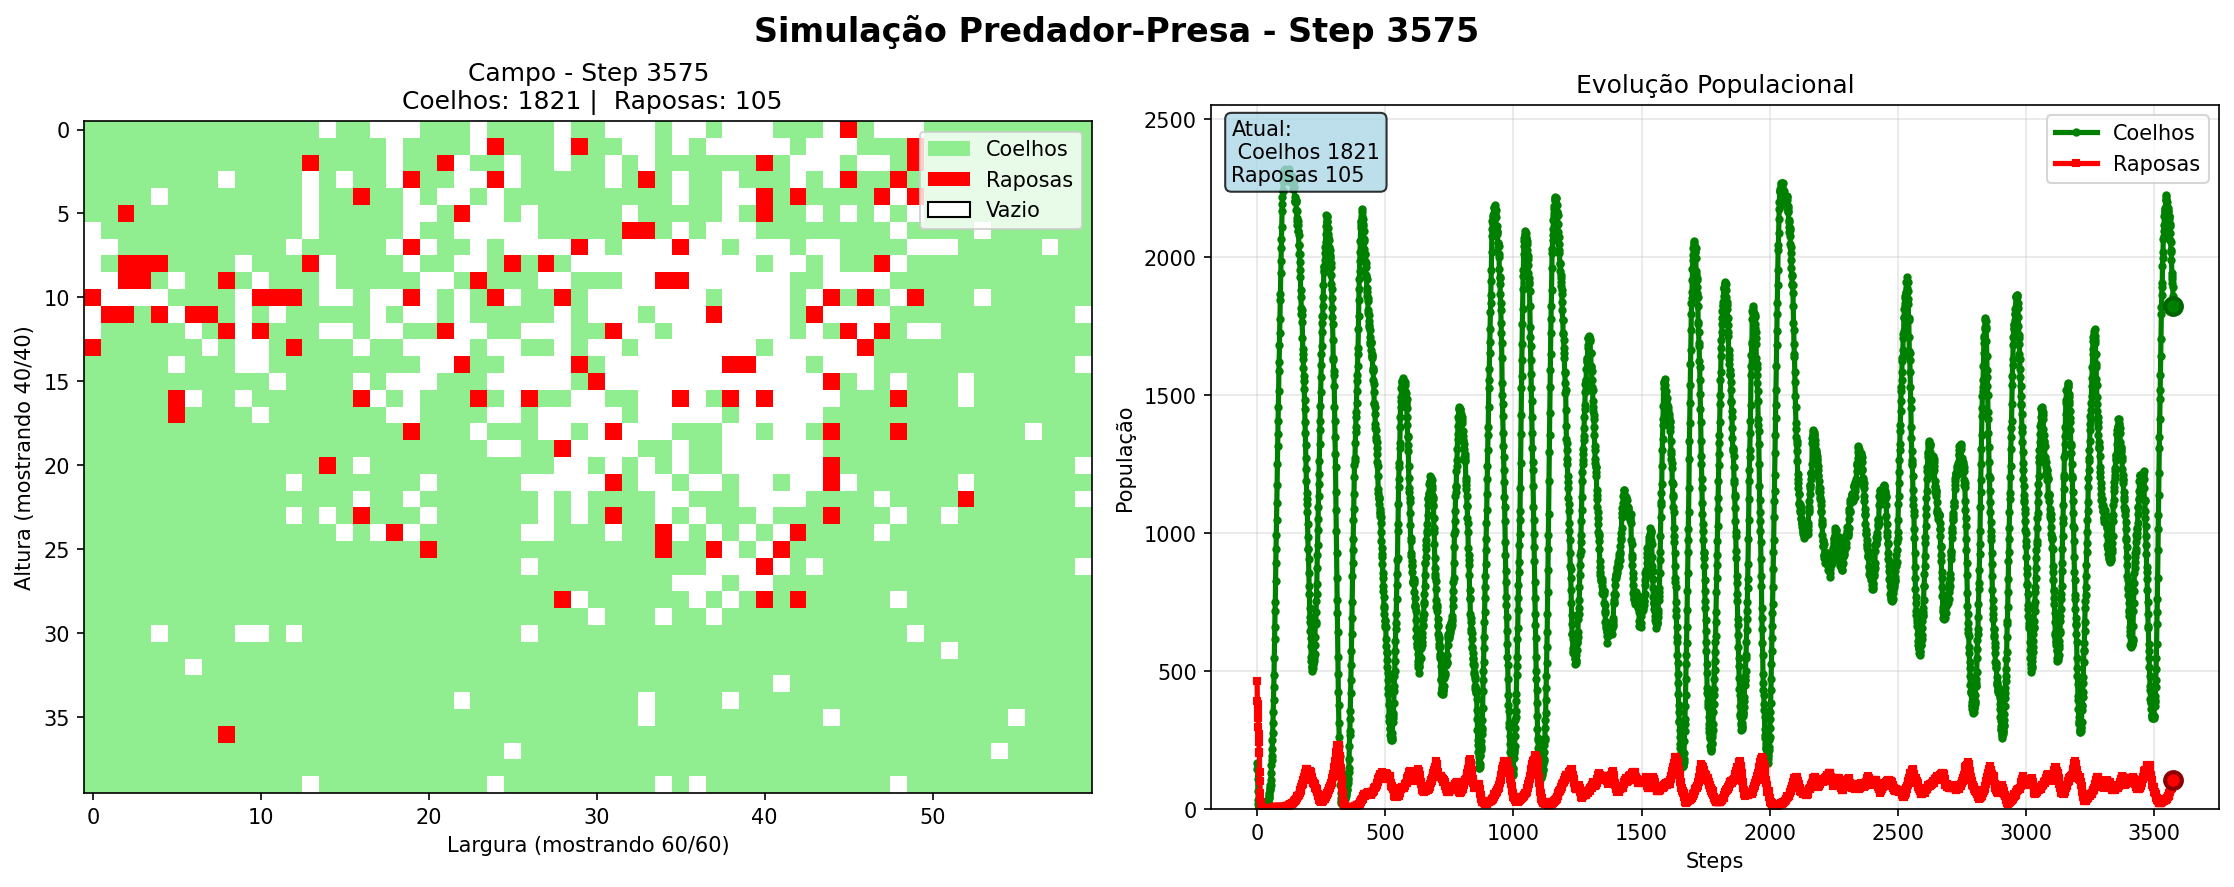 Simulação Predador-Presa - Step 3575
Campo - Step 3575
Coelhos: 1821 |  Raposas: 105
Coelhos
Raposas
Vazio
0
5
10
15
20
25
30
35
Altura (mostrando 40/40)
0
10
20
30
40
50
Largura (mostrando 60/60)
Evolução Populacional
Atual:
Coelhos 1821
Raposas 105
Coelhos
Raposas
2500
2000
1500
1000
500
0
População
0
500
1000
1500
2000
2500
3000
3500
Steps